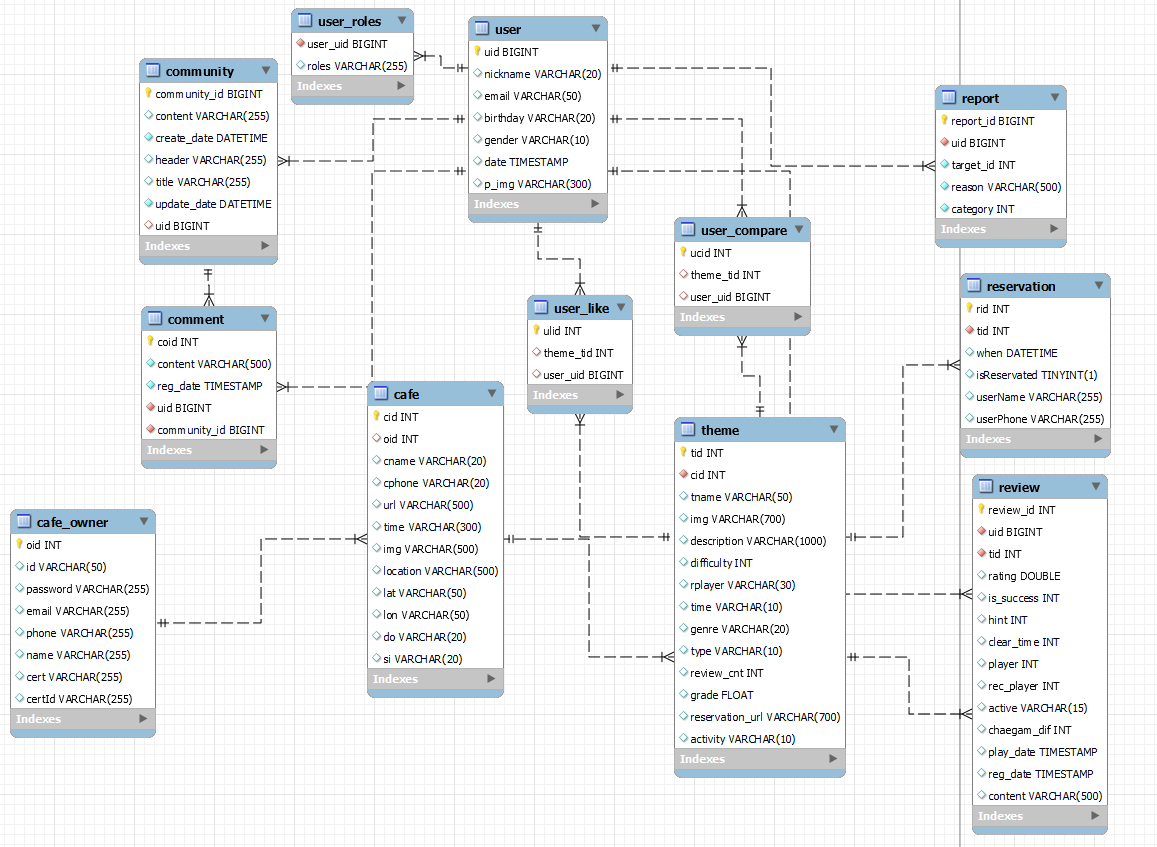 user_roles
user_uid BIGINT
roles VARCHAR(255)
Indexes
user
uid BIGINT
nickname VARCHAR(20)
email VARCHAR(50)
birthday VARCHAR(20)
gender VARCHAR(10)
date TIMESTAMP
p_img VARCHAR(300)
Indexes
community
community_id BIGINT
content VARCHAR(255)
create_date DATETIME
header VARCHAR(255)
title VARCHAR(255)
update_date DATETIME
uid BIGINT
Indexes
report
report_id BIGINT
uid BIGINT
target_id INT
reason VARCHAR(500)
category INT
Indexes
user_compare
ucid INT
theme_tid INT
user_uid BIGINT
Indexes
user_like
ulid INT
theme_tid INT
user_uid BIGINT
Indexes
reservation
rid INT
tid INT
when DATETIME
isReservated TINYINT(1)
userName VARCHAR(255)
userPhone VARCHAR(255)
Indexes
comment
coid INT
content VARCHAR(500)
reg_date TIMESTAMP
uid BIGINT
community_id BIGINT
Indexes
cafe
cid INT
oid INT
cname VARCHAR(20)
cphone VARCHAR(20)
url VARCHAR(500)
time VARCHAR(300)
img VARCHAR(500)
location VARCHAR(500)
lat VARCHAR(50)
lon VARCHAR(50)
do VARCHAR(20)
si VARCHAR(20)
Indexes
theme
tid INT
cid INT
tname VARCHAR(50)
img VARCHAR(700)
description VARCHAR(1000)
difficulty INT
rplayer VARCHAR(30)
time VARCHAR(10)
genre VARCHAR(20)
type VARCHAR(10)
review_cnt INT
grade FLOAT
reservation_url VARCHAR(700)
activity VARCHAR(10)
Indexes
review
review_id INT
uid BIGINT
tid INT
rating DOUBLE
is_success INT
hint INT
clear_time INT
player INT
rec_player INT
active VARCHAR(15)
chaegam_dif INT
play_date TIMESTAMP
reg_date TIMESTAMP
content VARCHAR(500)
Indexes
cafe_owner
oid INT
id VARCHAR(50)
password VARCHAR(255)
email VARCHAR(255)
phone VARCHAR(255)
name VARCHAR(255)
cert VARCHAR(255)
certId VARCHAR(255)
Indexes